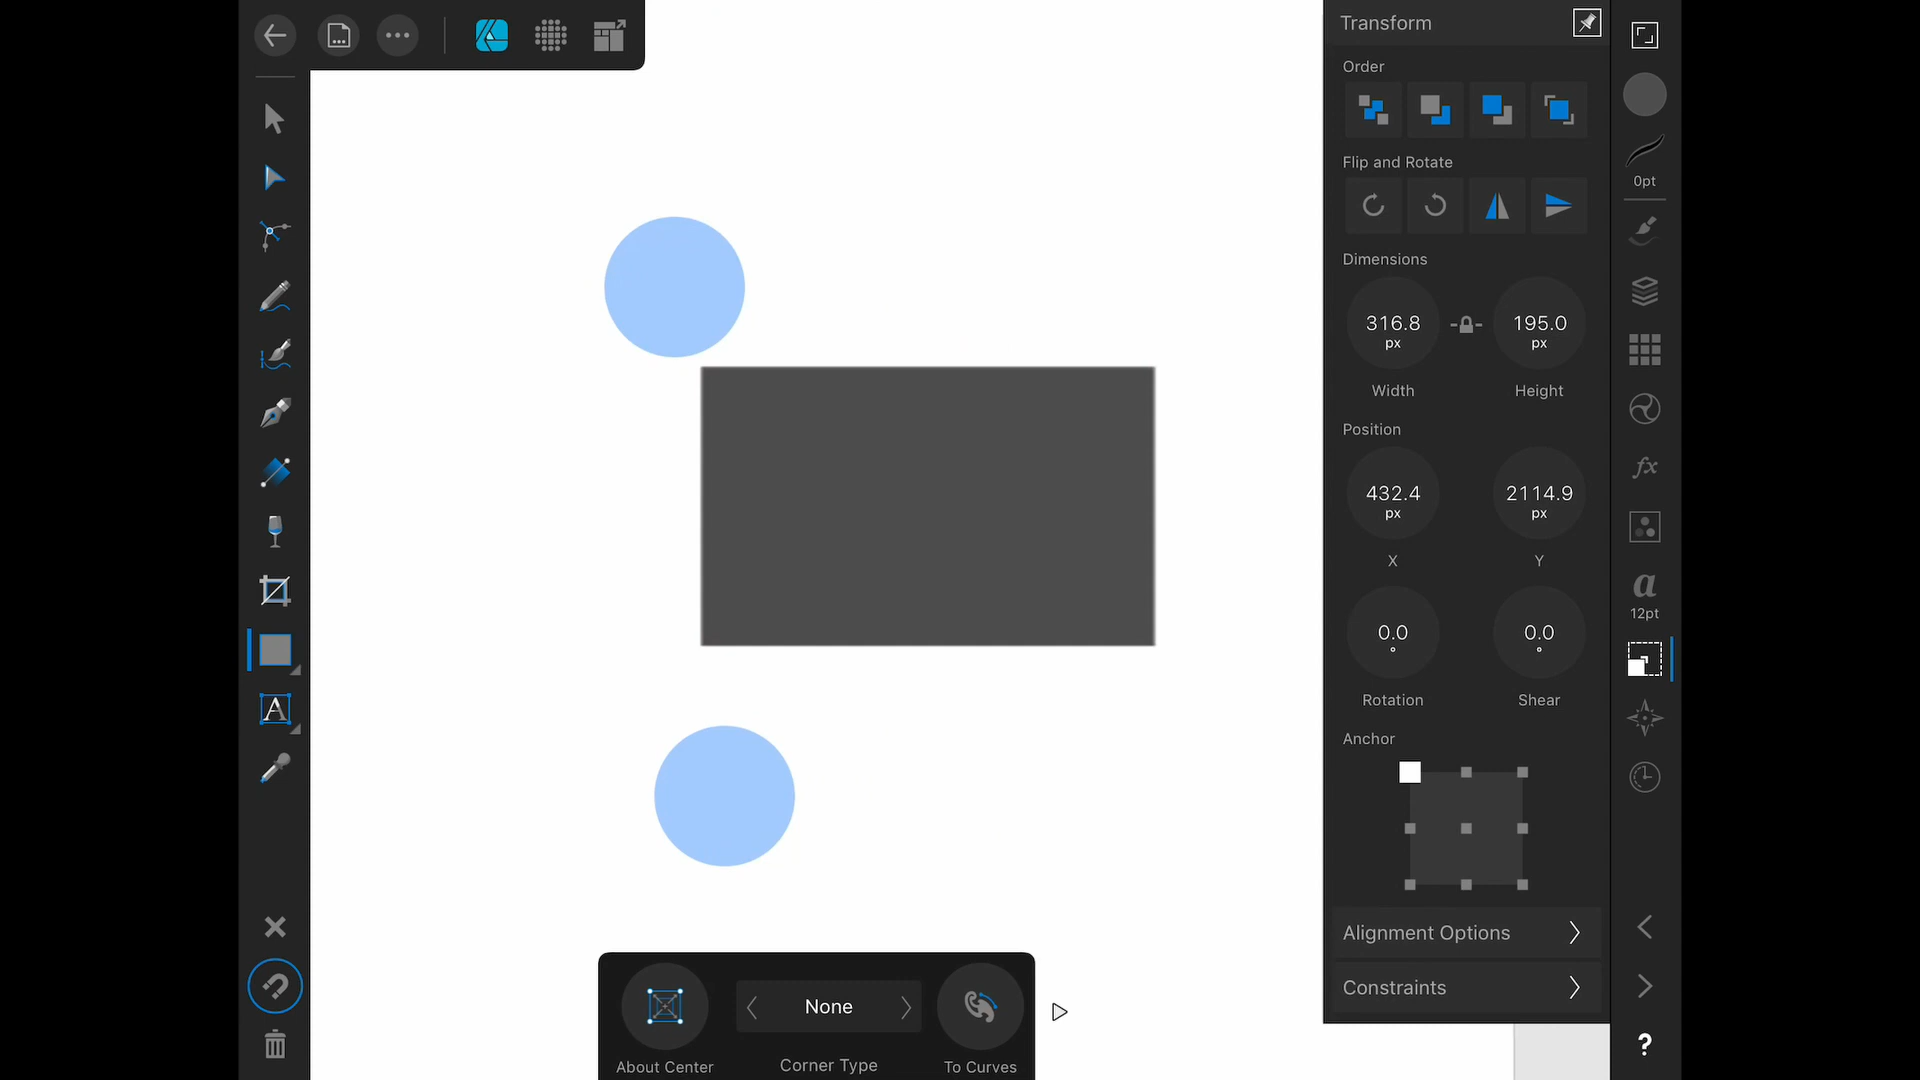 Transform
Order
Flip and Rotate
0pt
Dimensions
316.8 px
195.0 px
Width
Height
Position
432.4 px
2114.9 px
X
Y
fx
a
12pt
0.0 °
0.0 °
Rotation
Shear
A
Anchor
Alignment Options
Constraints
None
About Center
Corner Type
To Curves
?